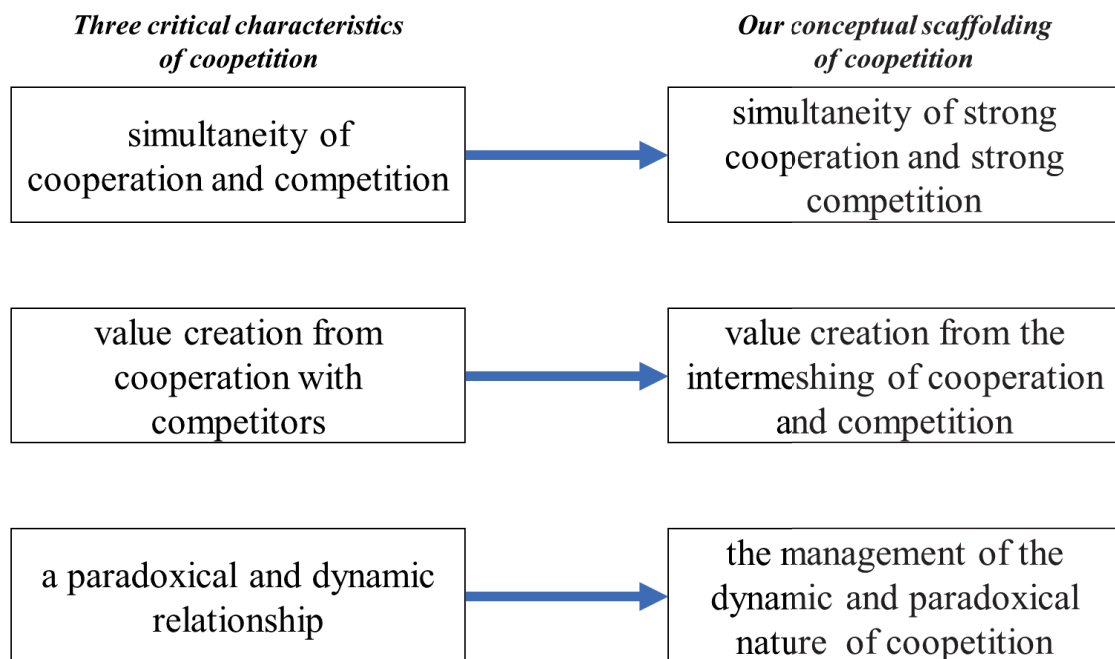 Three critical characteristics
of coopetition
Our conceptual scaffolding
of coopetition
simultaneity of
cooperation and competition
simultaneity of strong
cooperation and strong
competition
value creation from
cooperation with
competitors
value creation from the
intermeshing of cooperation
and competition
a paradoxical and dynamic
relationship
the management of the
dynamic and paradoxical
nature of coopetition